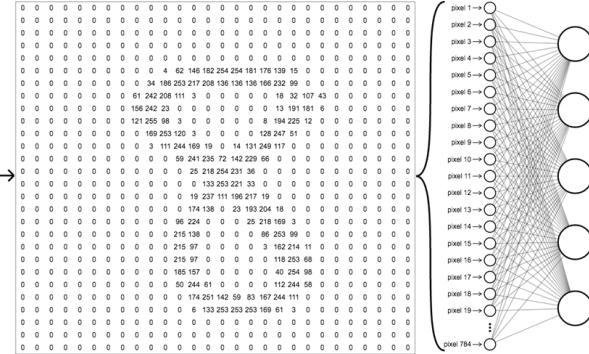 0 0 0 0 0 0 0 0 0 0 0 0 0 0 0 0 0 0 0 0 0 0 0 0 0 0 0 0
0 0 0 0 0 0 0 0 0 0 0 0 0 0 0 0 0 0 0 0 0 0 0 0 0 0 0 0
0 0 0 0 0 0 0 0 0 0 0 0 0 0 0 0 0 0 0 0 0 0 0 0 0 0 0 0
0 0 0 0 0 0 0 0 0 0 0 0 0 0 0 0 0 0 0 0 0 0 0 0 0 0 0 0
0 0 0 0 0 0 0 0 0 0 0 0 0 0 0 0 0 0 0 0 0 0 0 0 0 0 0 0
0 0 0 0 0 0 0 0 0 0 4 62 146 182 254 254 181 176 139 15 0 0 0 0 0 0 0 0
0 0 0 0 0 0 0 0 0 34 186 253 217 208 136 136 136 166 232 99 0 0 0 0 0 0 0 0
0 0 0 0 0 0 0 0 61 242 208 111 3 0 0 0 0 0 18 32 107 43 0 0 0 0 0 0
0 0 0 0 0 0 0 0 156 242 23 0 0 0 0 0 0 0 13 191 181 6 0 0 0 0 0 0
0 0 0 0 0 0 0 0 121 255 98 3 0 0 0 0 0 8 194 225 12 0 0 0 0 0 0 0
0 0 0 0 0 0 0 0 0 169 253 120 3 0 0 0 0 128 247 51 0 0 0 0 0 0 0 0
0 0 0 0 0 0 0 0 0 3 111 244 169 19 0 14 131 249 117 0 0 0 0 0 0 0 0 0
0 0 0 0 0 0 0 0 0 0 0 59 241 235 72 142 229 66 0 0 0 0 0 0 0 0 0 0
0 0 0 0 0 0 0 0 0 0 0 0 25 218 254 231 36 0 0 0 0 0 0 0 0 0 0 0
0 0 0 0 0 0 0 0 0 0 0 0 0 133 253 221 33 0 0 0 0 0 0 0 0 0 0 0
0 0 0 0 0 0 0 0 0 0 0 0 19 237 111 196 217 19 0 0 0 0 0 0 0 0 0 0
0 0 0 0 0 0 0 0 0 0 0 0 174 138 0 23 193 204 18 0 0 0 0 0 0 0 0 0
0 0 0 0 0 0 0 0 0 0 0 96 224 0 0 0 25 218 169 3 0 0 0 0 0 0 0 0
0 0 0 0 0 0 0 0 0 0 0 215 138 0 0 0 0 86 253 99 0 0 0 0 0 0 0 0
0 0 0 0 0 0 0 0 0 0 0 215 97 0 0 0 0 3 162 214 11 0 0 0 0 0 0 0
0 0 0 0 0 0 0 0 0 0 0 215 97 0 0 0 0 0 118 253 68 0 0 0 0 0 0 0
0 0 0 0 0 0 0 0 0 0 0 185 157 0 0 0 0 0 40 254 98 0 0 0 0 0 0 0
0 0 0 0 0 0 0 0 0 0 0 50 244 61 0 0 0 0 112 244 58 0 0 0 0 0 0 0
0 0 0 0 0 0 0 0 0 0 0 0 174 251 142 59 83 167 244 111 0 0 0 0 0 0 0 0
0 0 0 0 0 0 0 0 0 0 0 0 6 133 253 253 253 169 61 3 0 0 0 0 0 0 0 0
0 0 0 0 0 0 0 0 0 0 0 0 0 0 0 0 0 0 0 0 0 0 0 0 0 0 0 0
0 0 0 0 0 0 0 0 0 0 0 0 0 0 0 0 0 0 0 0 0 0 0 0 0 0 0 0
0 0 0 0 0 0 0 0 0 0 0 0 0 0 0 0 0 0 0 0 0 0 0 0 0 0 0 0
pixel 1
pixel 2
pixel 3
pixel 4
pixel 5
pixel 6
pixel 7
pixel 8
pixel 9
pixel 10
pixel 11
pixel 12
pixel 13
pixel 14
pixel 15
pixel 16
pixel 17
pixel 18
pixel 19
pixel 784